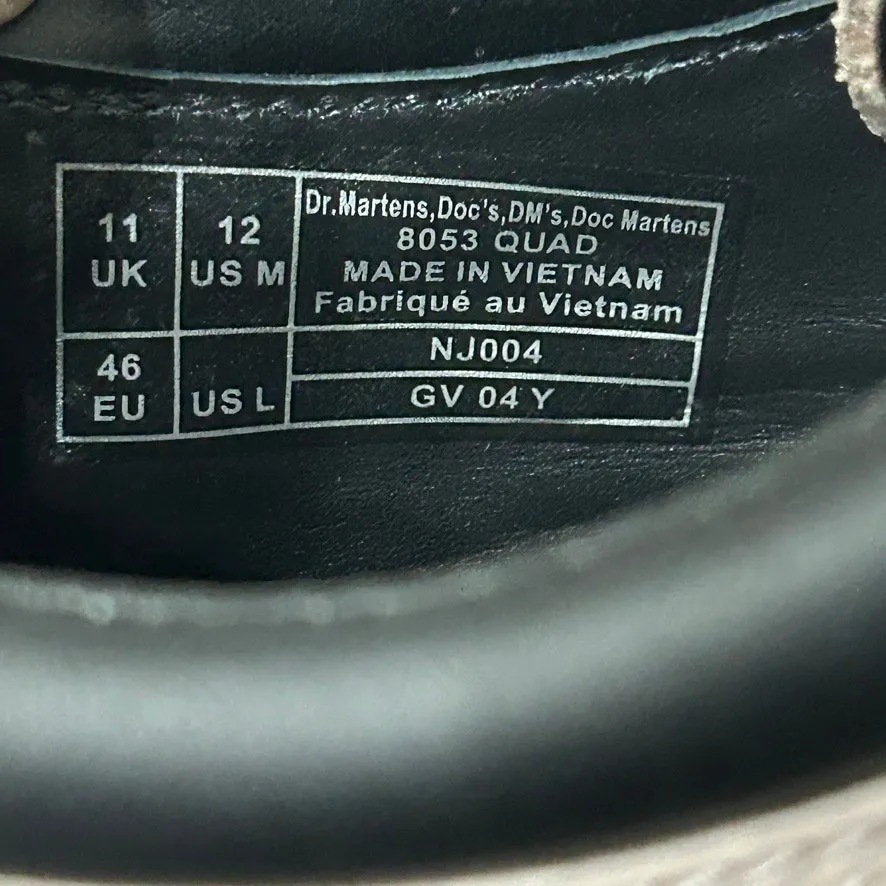 11
UK
12
US M
Dr.Martens,Doc's,DM's,Doc Martens
8053 QUAD
MADE IN VIETNAM
Fabriqué au Vietnam
46
EU
US L
NJ004
GV 04 Y